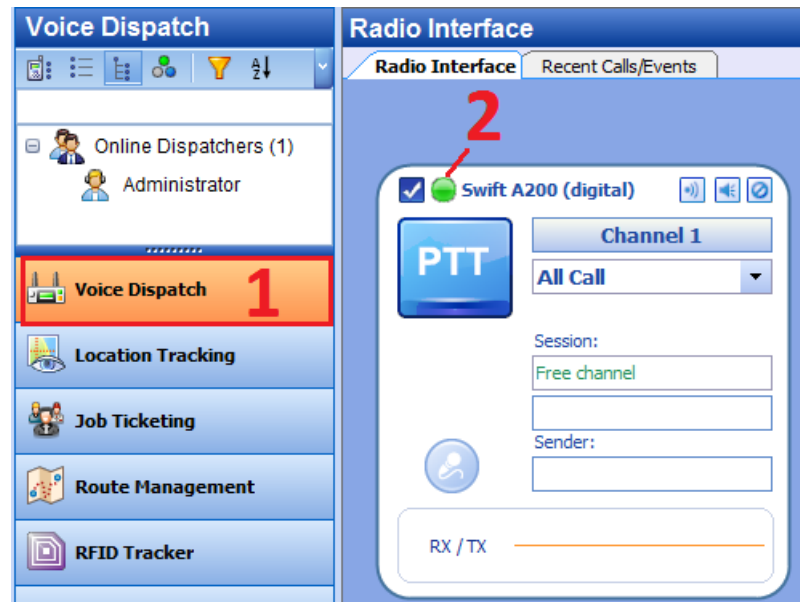 Voice Dispatch
Online Dispatchers (1)
Administrator
Voice Dispatch 1
Location Tracking
Job Ticketing
Route Management
RFID Tracker
Radio Interface
Radio Interface Recent Calls/Events
2
Swift A200 (digital)
PTT
Channel 1
All Call
Session:
Free channel
Sender:
RX / TX